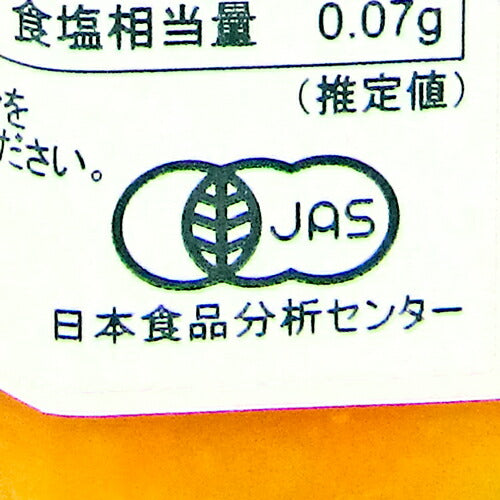 食塩相当量 0.07g
(推定値)
を
ださい。
JAS
日本食品分析センター